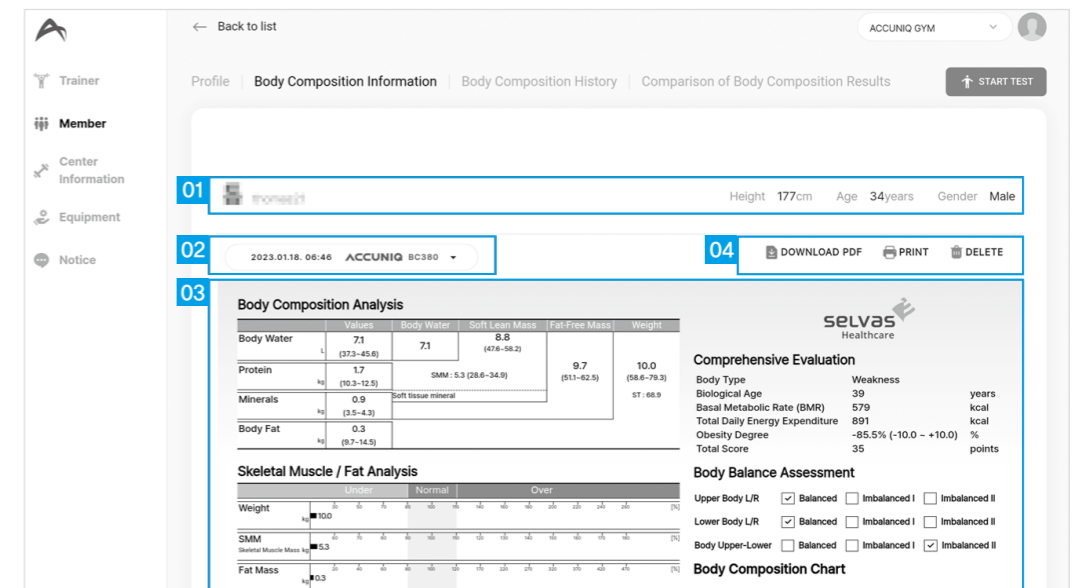 ← Back to list
ACCUNIQ GYM
Trainer
Member
Center
Information
Equipment
Notice
Profile | Body Composition Information | Body Composition History | Comparison of Body Composition Results
START TEST
01
Height 177cm Age 34years Gender Male
02
2023.01.18. 06:46 ACCUNIQ BC380
04
DOWNLOAD PDF PRINT DELETE
03
Body Composition Analysis
Values Body Water Soft Lean Mass Fat-Free Mass Weight
Body Water L 7.1 (37.3~45.6) 7.1 8.8 (47.6~58.2) 9.7 (51.1~62.5) 10.0 (58.6~79.3)
Protein kg 1.7 (10.3~12.5) SMM : 5.3 (28.6~34.9)
Minerals kg 0.9 (3.5~4.3) Soft tissue mineral ST : 68.9
Body Fat kg 0.3 (9.7~14.5)
selvas
Healthcare
Comprehensive Evaluation
Body Type Weakness
Biological Age 39 years
Basal Metabolic Rate (BMR) 579 kcal
Total Daily Energy Expenditure 891 kcal
Obesity Degree -85.5% (-10.0 ~ +10.0) %
Total Score 35 points
Skeletal Muscle / Fat Analysis
Under Normal Over
Weight kg 10.0 [%]
SMM
Skeletal Muscle Mass kg 5.3 [%]
Fat Mass kg 0.3 [%]
Body Balance Assessment
Upper Body L/R Balanced Imbalanced I Imbalanced II
Lower Body L/R Balanced Imbalanced I Imbalanced II
Body Upper-Lower Balanced Imbalanced I Imbalanced II
Body Composition Chart